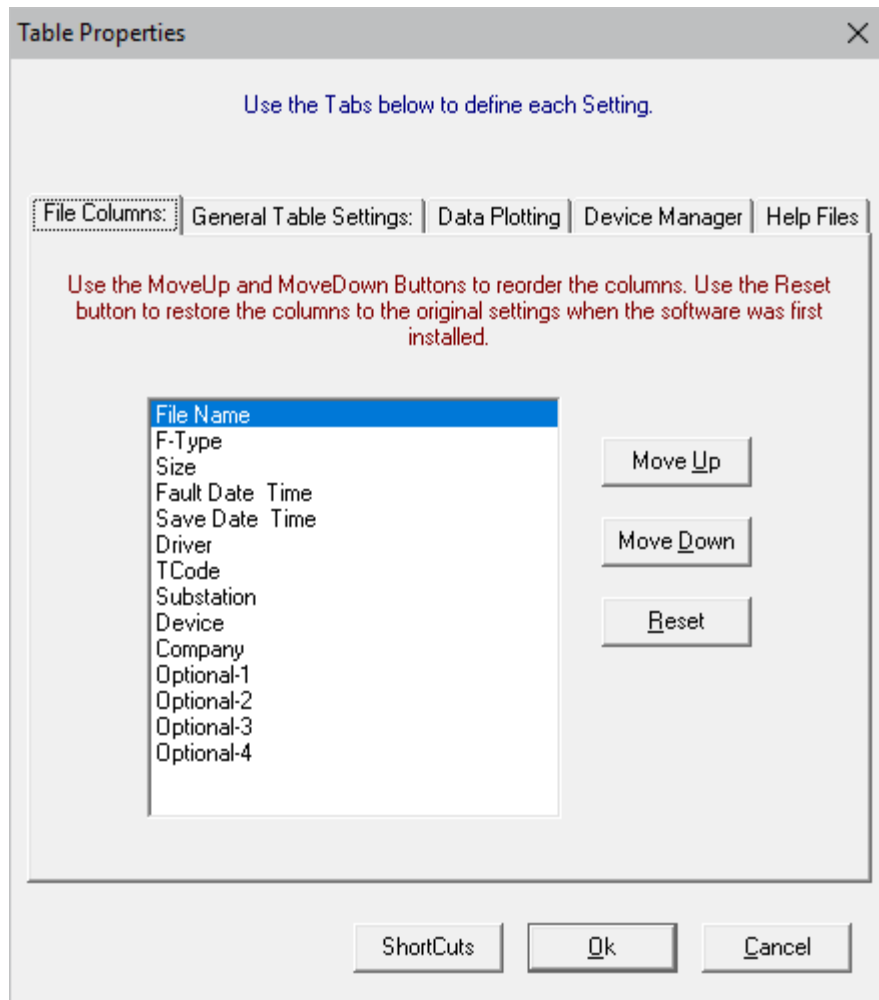 Table Properties
Use the Tabs below to define each Setting.
File Columns: General Table Settings: Data Plotting Device Manager Help Files
Use the MoveUp and MoveDown Buttons to reorder the columns. Use the Reset
button to restore the columns to the original settings when the software was first
installed.
File Name
F-Type
Size
Fault Date  Time
Save Date  Time
Driver
TCode
Substation
Device
Company
Optional-1
Optional-2
Optional-3
Optional-4
Move Up
Move Down
Reset
ShortCuts Ok Cancel